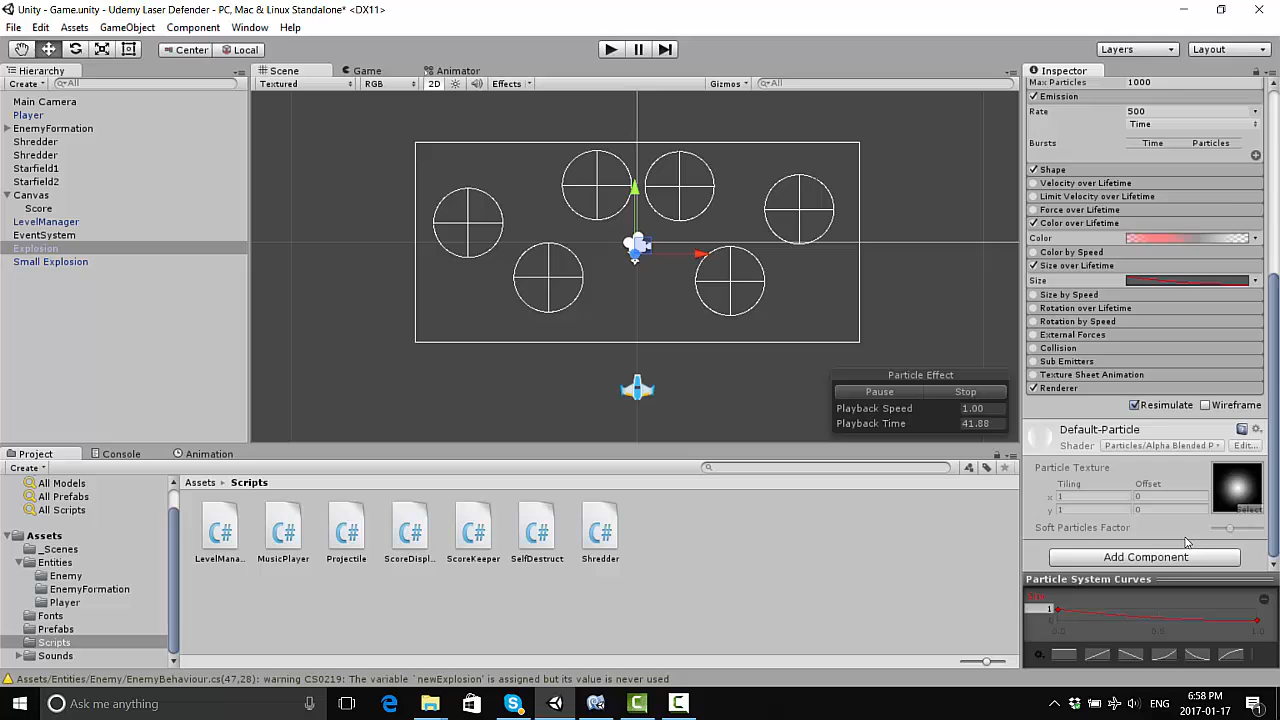 Unity - Game.unity - Udemy Laser Defender - PC, Mac & Linux Standalone* <DX11>
File Edit Assets GameObject Component Window Help
Center Local Layers Layout
Hierarchy Scene Game Animator Inspector
Create All Textured RGB 2D Effects Gizmos All
Max Particles 1000
Main Camera
Player
EnemyFormation
Shredder
Shredder
Starfield1
Starfield2
Canvas
Score
LevelManager
EventSystem
Explosion
Small Explosion
Emission
Rate 500
Time
Bursts Time Particles
Shape
Velocity over Lifetime
Limit Velocity over Lifetime
Force over Lifetime
Color over Lifetime
Color
Color by Speed
Size over Lifetime
Size
Size by Speed
Rotation over Lifetime
Rotation by Speed
External Forces
Collision
Sub Emitters
Texture Sheet Animation
Renderer
Resimulate Wireframe
Particle Effect
Pause Stop
Playback Speed 1.00
Playback Time 41.88
Default-Particle
Shader Particles/Alpha Blended P Edit...
Particle Texture
Tiling Offset
x 1 0
y 1 0
Select
Soft Particles Factor
Add Component
Particle System Curves
1
0
0.0 0.0 1.0
Project Console Animation
Create
All Models
All Prefabs
All Scripts
Assets
_Scenes
Entities
Enemy
EnemyFormation
Player
Fonts
Prefabs
Scripts
Sounds
Assets Scripts
C# C# C# C# C# C# C#
LevelMana... MusicPlayer Projectile ScoreDispl... ScoreKeeper SelfDestruct Shredder
Assets/Entities/Enemy/EnemyBehaviour.cs(47,28): warning CS0219: The variable `newExplosion' is assigned but its value is never used
Ask me anything
ENG
6:58 PM
2017-01-17